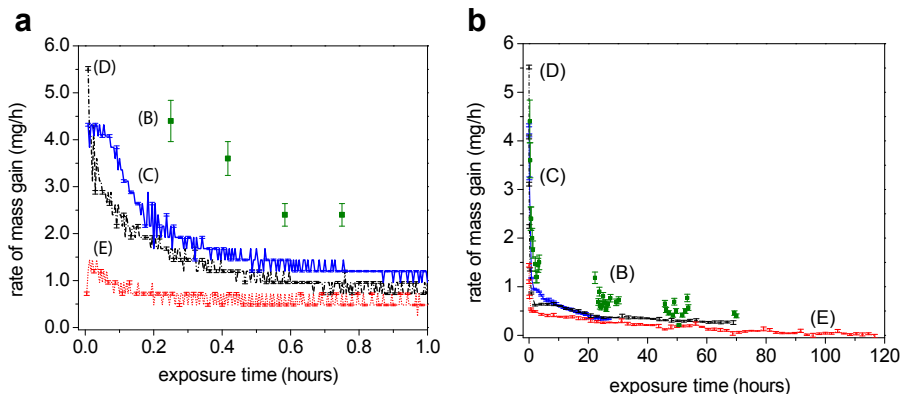 a
rate of mass gain (mg/h)
6.0
5.0
4.0
3.0
2.0
1.0
0.0
(D)
(B)
(C)
(E)
0.0 0.2 0.4 0.6 0.8 1.0
exposure time (hours)
b
rate of mass gain (mg/h)
6
5
4
3
2
1
0
(D)
(C)
(B)
(E)
0 20 40 60 80 100
exposure time (hours)